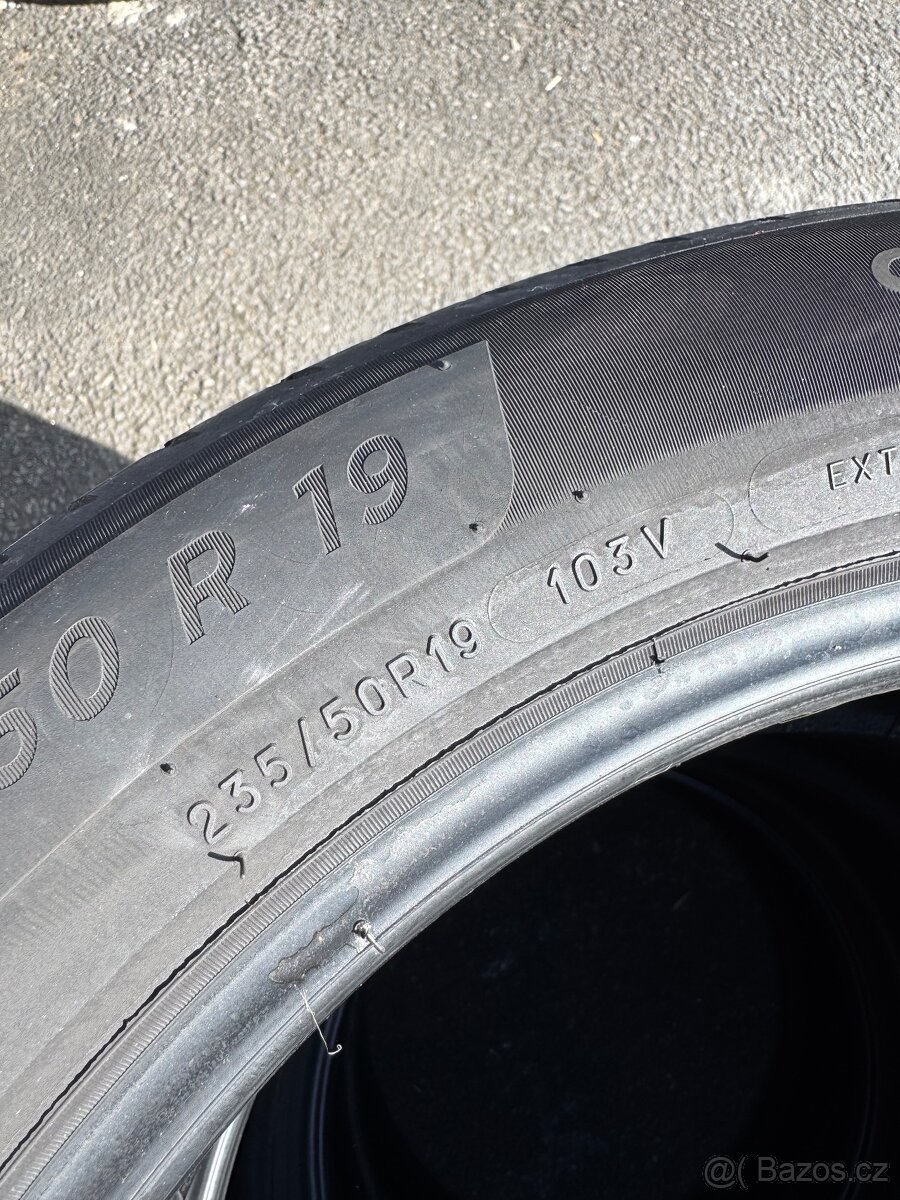 50 R 19
103V
EXT
235/50R19
@( Bazos.cz